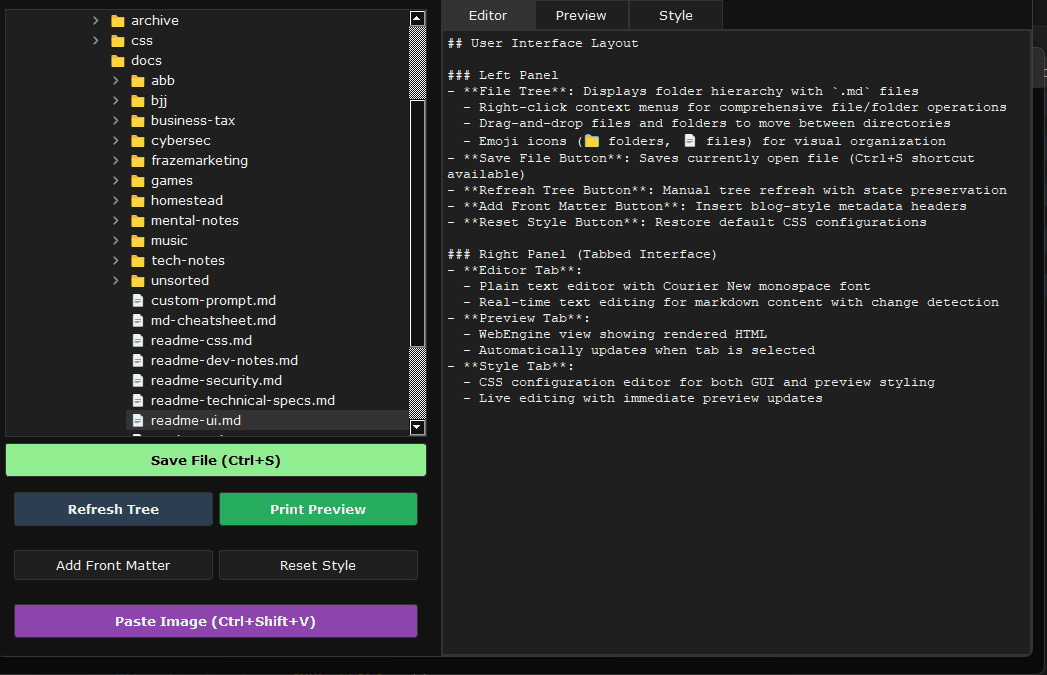 archive
css
docs
abb
bjj
business-tax
cybersec
frazemarketing
games
homestead
mental-notes
music
tech-notes
unsorted
custom-prompt.md
md-cheatsheet.md
readme-css.md
readme-dev-notes.md
readme-security.md
readme-technical-specs.md
readme-ui.md
Save File (Ctrl+S)
Refresh Tree
Print Preview
Add Front Matter
Reset Style
Paste Image (Ctrl+Shift+V)
Editor
Preview
Style
## User Interface Layout
### Left Panel
- **File Tree**: Displays folder hierarchy with `.md` files
- Right-click context menus for comprehensive file/folder operations
- Drag-and-drop files and folders to move between directories
- Emoji icons (📁 folders, 📄 files) for visual organization
- **Save File Button**: Saves currently open file (Ctrl+S shortcut
available)
- **Refresh Tree Button**: Manual tree refresh with state preservation
- **Add Front Matter Button**: Insert blog-style metadata headers
- **Reset Style Button**: Restore default CSS configurations
### Right Panel (Tabbed Interface)
- **Editor Tab**:
- Plain text editor with Courier New monospace font
- Real-time text editing for markdown content with change detection
- **Preview Tab**:
- WebEngine view showing rendered HTML
- Automatically updates when tab is selected
- **Style Tab**:
- CSS configuration editor for both GUI and preview styling
- Live editing with immediate preview updates